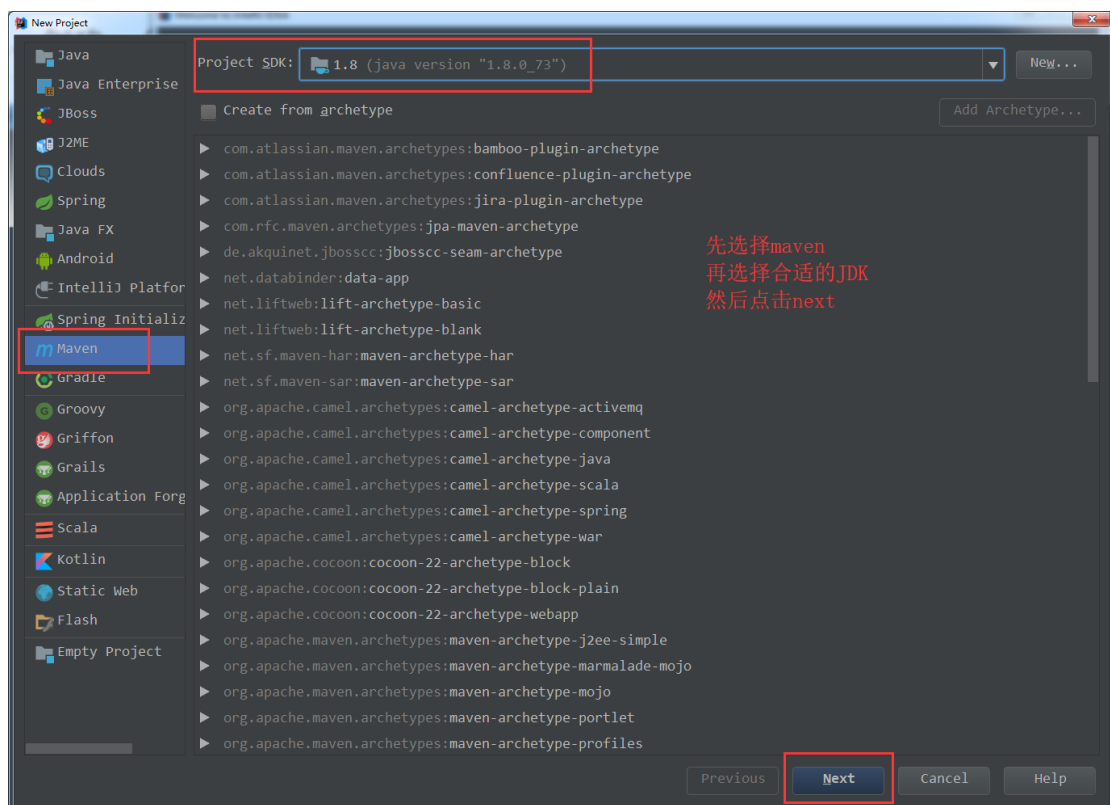 New Project
Java
Java Enterprise
JBoss
J2ME
Clouds
Spring
Java FX
Android
IntelliJ Platfor
Spring Initializ
Maven
Gradle
Groovy
Griffon
Grails
Application Forg
Scala
Kotlin
Static Web
Flash
Empty Project
Project SDK: 1.8 (java version "1.8.0_73") New...
Create from archetype Add Archetype...
com.atlassian.maven.archetypes:bamboo-plugin-archetype
com.atlassian.maven.archetypes:confluence-plugin-archetype
com.atlassian.maven.archetypes:jira-plugin-archetype
com.rfc.maven.archetypes:jpa-maven-archetype
de.akquinet.jbosscc:jbosscc-seam-archetype
net.databinder:data-app
net.liftweb:lift-archetype-basic
net.liftweb:lift-archetype-blank
net.sf.maven-har:maven-archetype-har
net.sf.maven-sar:maven-archetype-sar
org.apache.camel.archetypes:camel-archetype-activemq
org.apache.camel.archetypes:camel-archetype-component
org.apache.camel.archetypes:camel-archetype-java
org.apache.camel.archetypes:camel-archetype-scala
org.apache.camel.archetypes:camel-archetype-spring
org.apache.camel.archetypes:camel-archetype-war
org.apache.cocoon:cocoon-22-archetype-block
org.apache.cocoon:cocoon-22-archetype-block-plain
org.apache.cocoon:cocoon-22-archetype-webapp
org.apache.maven.archetypes:maven-archetype-j2ee-simple
org.apache.maven.archetypes:maven-archetype-marmalade-mojo
org.apache.maven.archetypes:maven-archetype-mojo
org.apache.maven.archetypes:maven-archetype-portlet
org.apache.maven.archetypes:maven-archetype-profiles
先选择maven
再选择合适的JDK
然后点击next
Previous Next Cancel Help